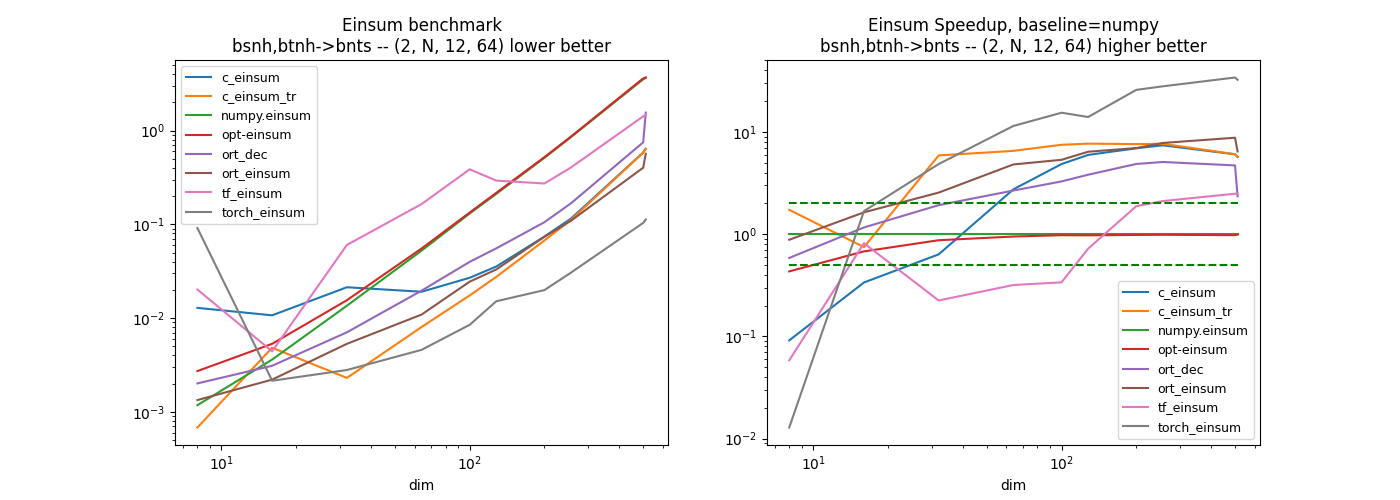 Einsum benchmark
bsnh,btnh->bnts -- (2, N, 12, 64) lower better
c_einsum
c_einsum_tr
numpy.einsum
opt-einsum
ort_dec
ort_einsum
tf_einsum
torch_einsum
10⁰
10⁻¹
10⁻²
10⁻³
10¹
10²
dim
Einsum Speedup, baseline=numpy
bsnh,btnh->bnts -- (2, N, 12, 64) higher better
10¹
10⁰
10⁻¹
10⁻²
c_einsum
c_einsum_tr
numpy.einsum
opt-einsum
ort_dec
ort_einsum
tf_einsum
torch_einsum
10¹
10²
dim